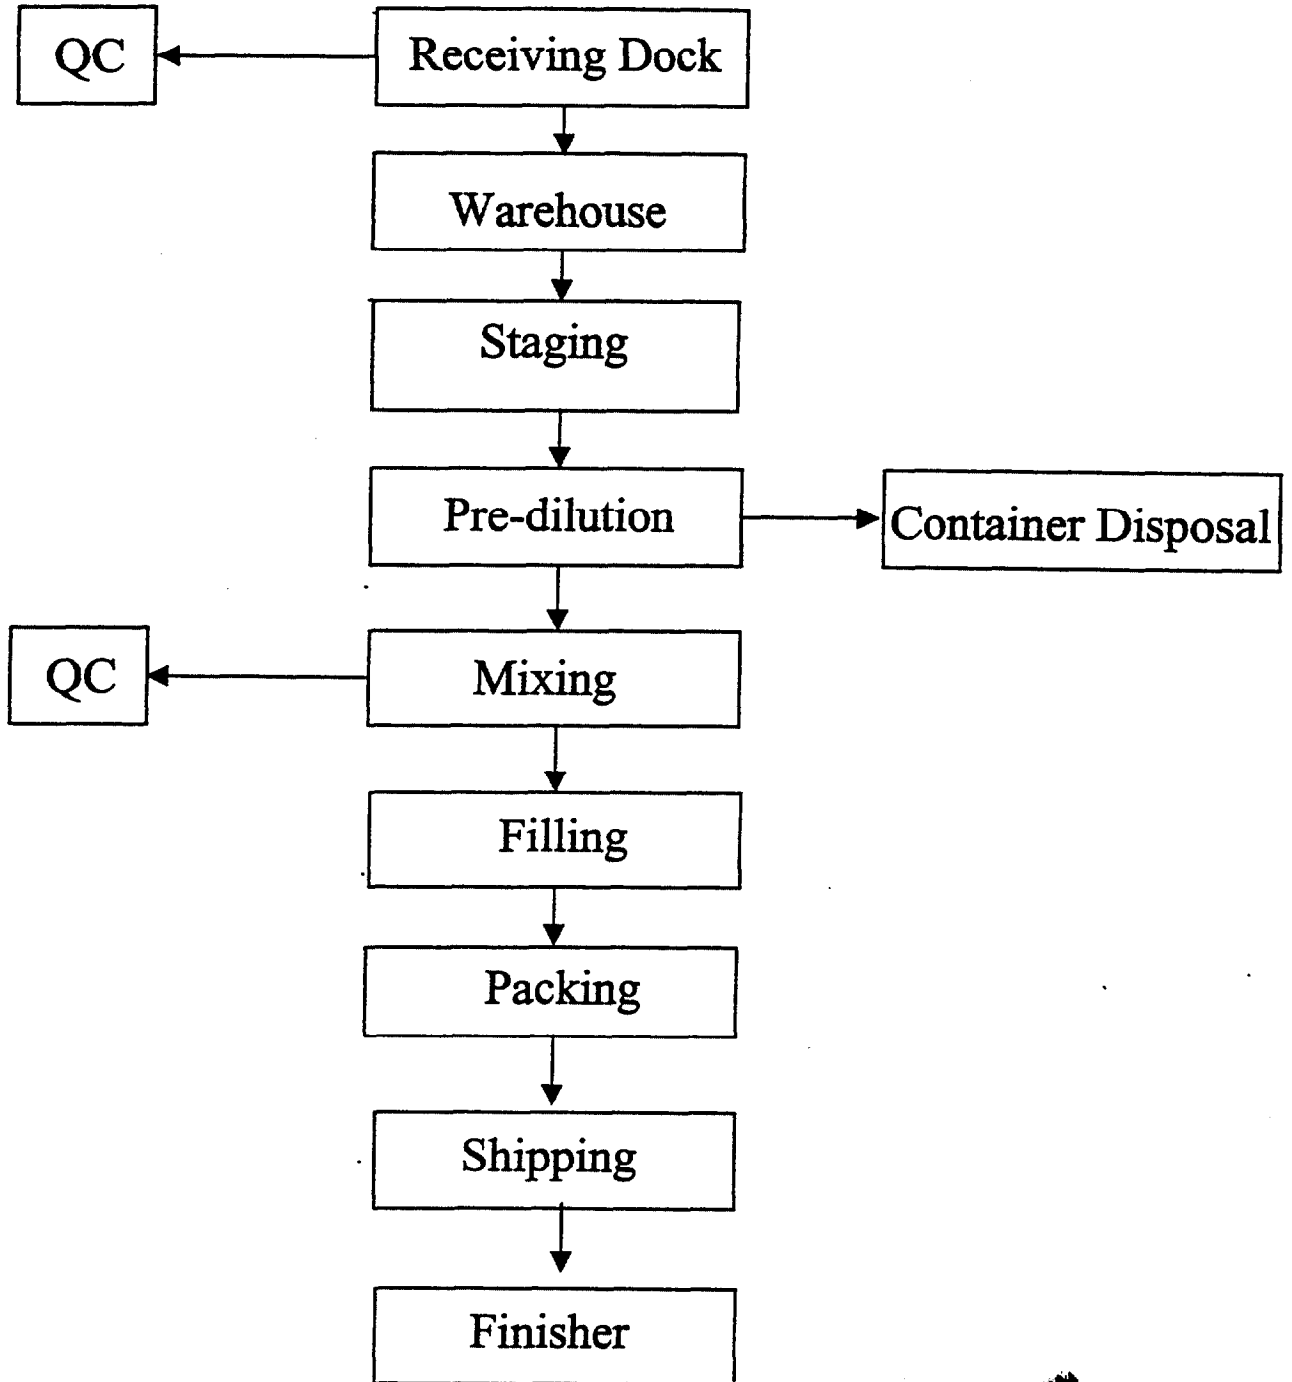 QC
Receiving Dock
Warehouse
Staging
Pre-dilution
Container Disposal
QC
Mixing
Filling
Packing
Shipping
Finisher